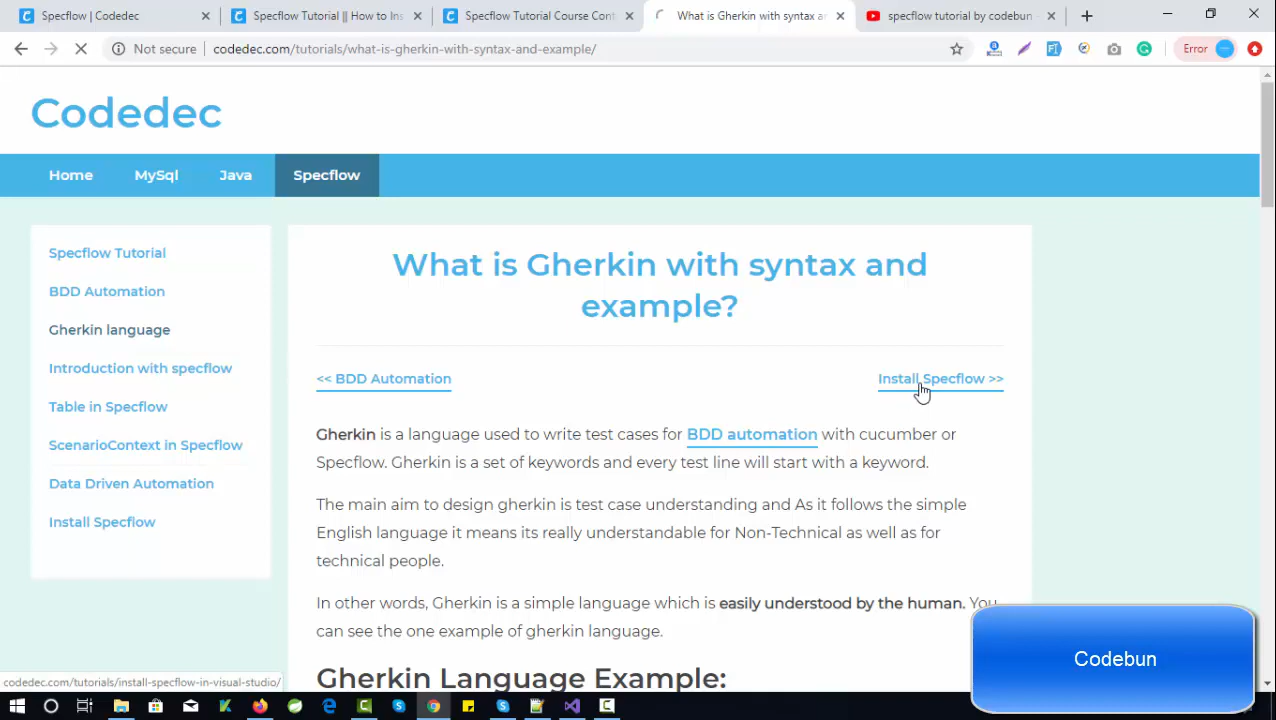 Specflow | Codedec
Specflow Tutorial || How to Ins
Specflow Tutorial Course Cont
What is Gherkin with syntax an
specflow tutorial by codebun -
Not secure
codedec.com/tutorials/what-is-gherkin-with-syntax-and-example/
Error
Codedec
Home
MySql
Java
Specflow
Specflow Tutorial
BDD Automation
Gherkin language
Introduction with specflow
Table in Specflow
ScenarioContext in Specflow
Data Driven Automation
Install Specflow
What is Gherkin with syntax and
example?
<< BDD Automation
Install Specflow >>
Gherkin is a language used to write test cases for BDD automation with cucumber or
Specflow. Gherkin is a set of keywords and every test line will start with a keyword.
The main aim to design gherkin is test case understanding and As it follows the simple
English language it means its really understandable for Non-Technical as well as for
technical people.
In other words, Gherkin is a simple language which is easily understood by the human. You
can see the one example of gherkin language.
Gherkin Language Example:
Codebun
codedec.com/tutorials/install-specflow-in-visual-studio/